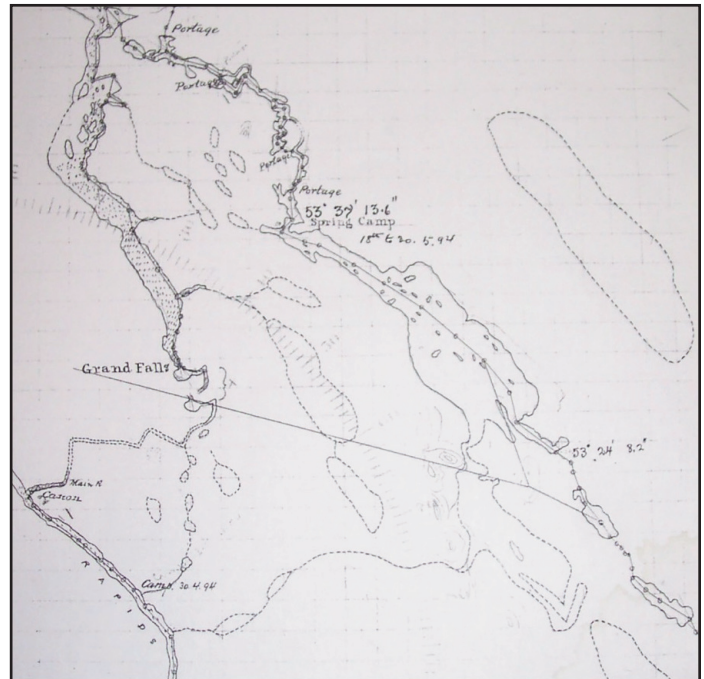 Portage
Portage
Portage
Portage
53° 37' 13.6"
Spring Camp
18th to 20. 5. 94
Grand Falls
53° 24' 8.2"
Main R
Canon
Camp. 30.4.94
RAPIDS